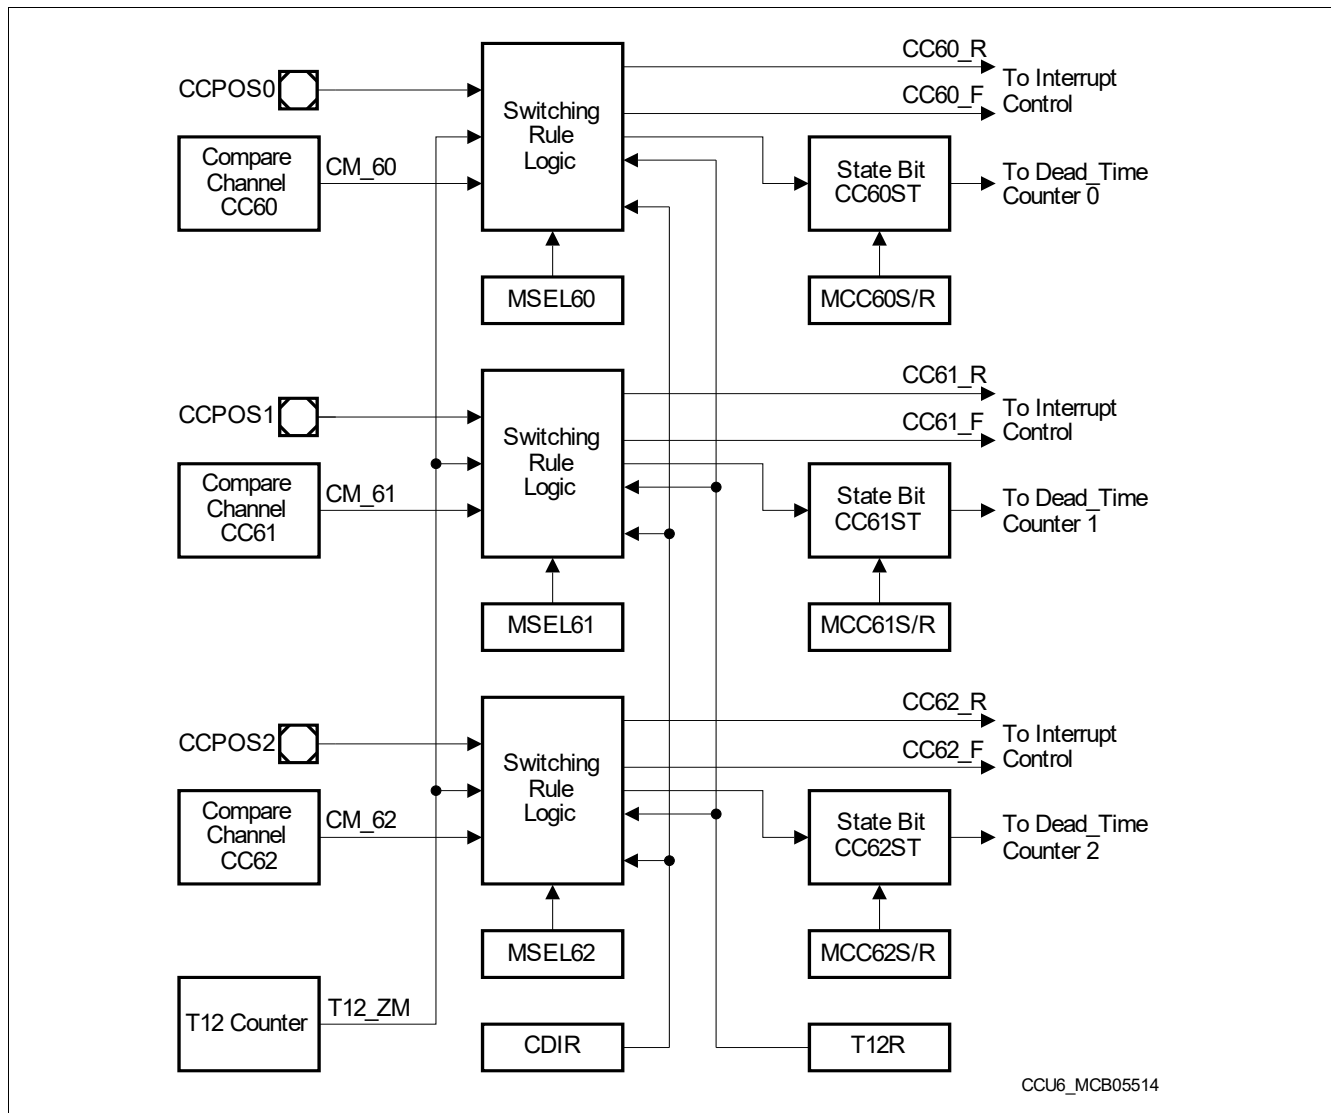 CC60_R
To Interrupt
Control
CCPOS0
CC60_F
Switching
Rule
Logic
Compare
Channel
CC60
CM_60
State Bit
CC60ST
To Dead_Time
Counter 0
MSEL60
MCC60S/R
CC61_R
To Interrupt
Control
CCPOS1
CC61_F
Switching
Rule
Logic
Compare
Channel
CC61
CM_61
State Bit
CC61ST
To Dead_Time
Counter 1
MSEL61
MCC61S/R
CC62_R
To Interrupt
Control
CCPOS2
CC62_F
Switching
Rule
Logic
Compare
Channel
CC62
CM_62
State Bit
CC62ST
To Dead_Time
Counter 2
MSEL62
MCC62S/R
T12 Counter
T12_ZM
CDIR
T12R
CCU6_MCB05514